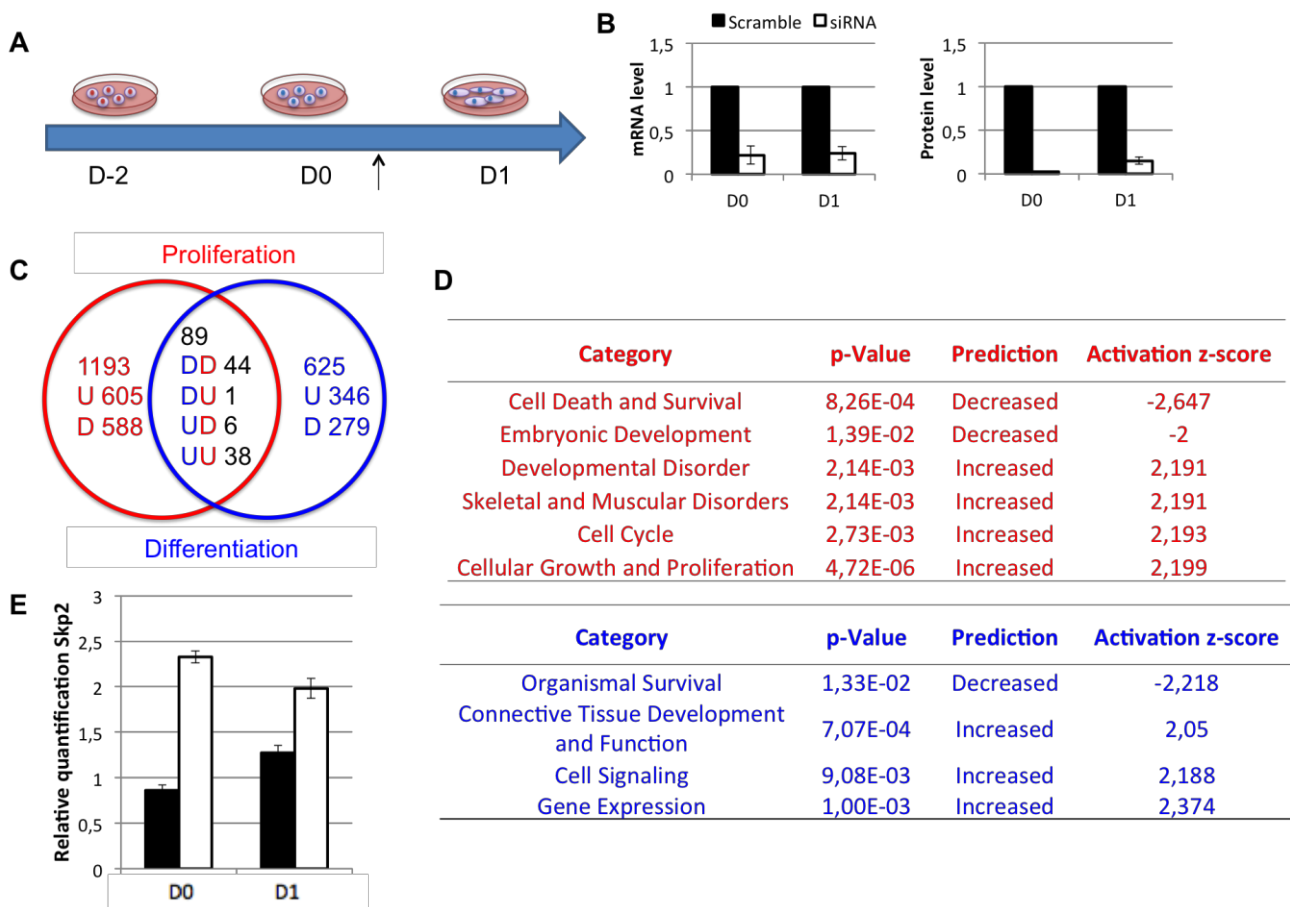 A
D-2
D0
D1
B
Scramble siRNA
mRNA level
1,5
1
0,5
0
D0
D1
Protein level
1,5
1
0,5
0
D0
D1
C
Proliferation
1193
U 605
D 588
89
DD 44
DU 1
UD 6
UU 38
625
U 346
D 279
Differentiation
D
Category p-Value Prediction Activation z-score
Cell Death and Survival 8,26E-04 Decreased -2,647
Embryonic Development 1,39E-02 Decreased -2
Developmental Disorder 2,14E-03 Increased 2,191
Skeletal and Muscular Disorders 2,14E-03 Increased 2,191
Cell Cycle 2,73E-03 Increased 2,193
Cellular Growth and Proliferation 4,72E-06 Increased 2,199
Category p-Value Prediction Activation z-score
Organismal Survival 1,33E-02 Decreased -2,218
Connective Tissue Development
and Function 7,07E-04 Increased 2,05
Cell Signaling 9,08E-03 Increased 2,188
Gene Expression 1,00E-03 Increased 2,374
E
Relative quantification Skp2
3
2,5
2
1,5
1
0,5
0
D0
D1